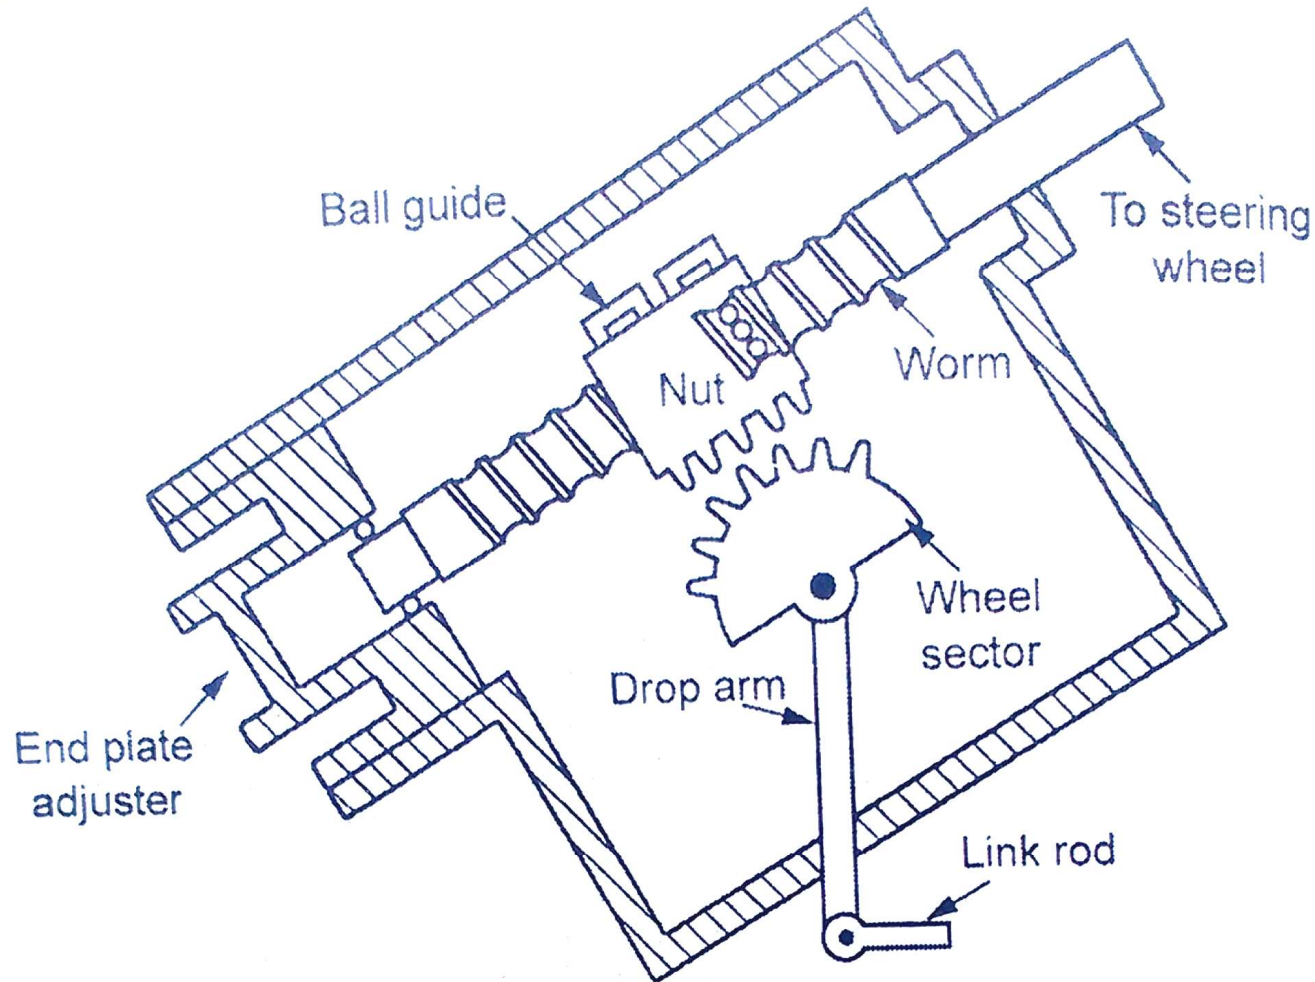 Ball guide
To steering
wheel
Worm
Nut
Wheel
sector
Drop arm
End plate
adjuster
Link rod